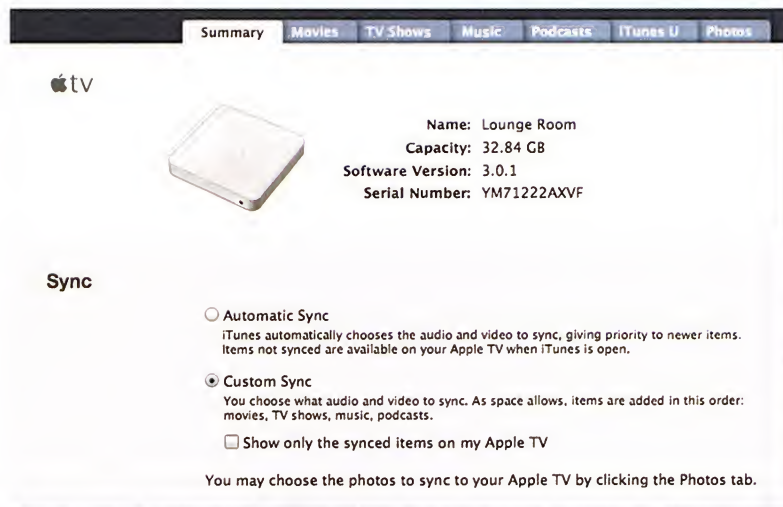 Summary Movies TV Shows Music Podcasts iTunes U Photos
tv
Name: Lounge Room
Capacity: 32.84 GB
Software Version: 3.0.1
Serial Number: YM71222AXVF
Sync
Automatic Sync
iTunes automatically chooses the audio and video to sync, giving priority to newer items.
Items not synced are available on your Apple TV when iTunes is open.
Custom Sync
You choose what audio and video to sync. As space allows, items are added in this order:
movies, TV shows, music, podcasts.
Show only the synced items on my Apple TV
You may choose the photos to sync to your Apple TV by clicking the Photos tab.